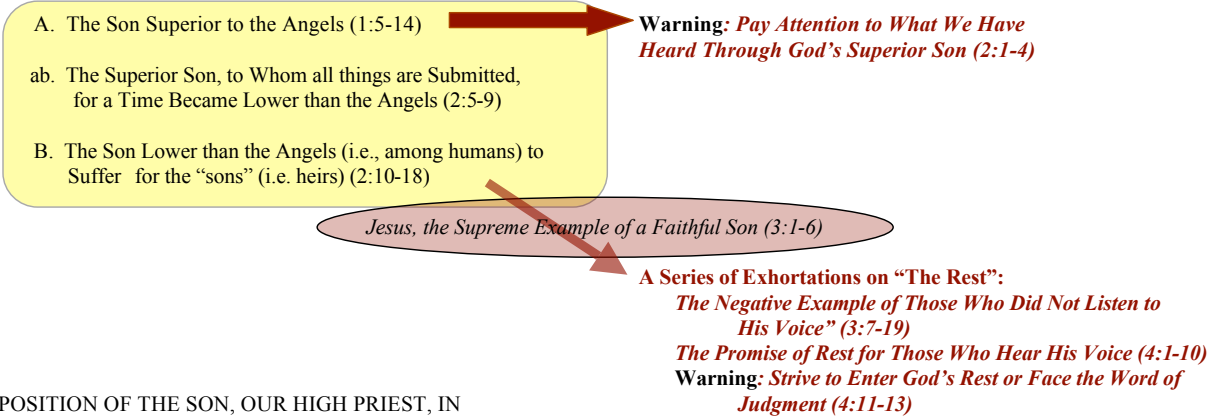 A. The Son Superior to the Angels (1:5-14)
ab. The Superior Son, to Whom all things are Submitted,
for a Time Became Lower than the Angels (2:5-9)
B. The Son Lower than the Angels (i.e., among humans) to
Suffer for the “sons” (i.e. heirs) (2:10-18)
Warning: Pay Attention to What We Have
Heard Through God’s Superior Son (2:1-4)
Jesus, the Supreme Example of a Faithful Son (3:1-6)
A Series of Exhortations on “The Rest”:
The Negative Example of Those Who Did Not Listen to
His Voice” (3:7-19)
The Promise of Rest for Those Who Hear His Voice (4:1-10)
Warning: Strive to Enter God’s Rest or Face the Word of
Judgment (4:11-13)
POSITION OF THE SON, OUR HIGH PRIEST, IN